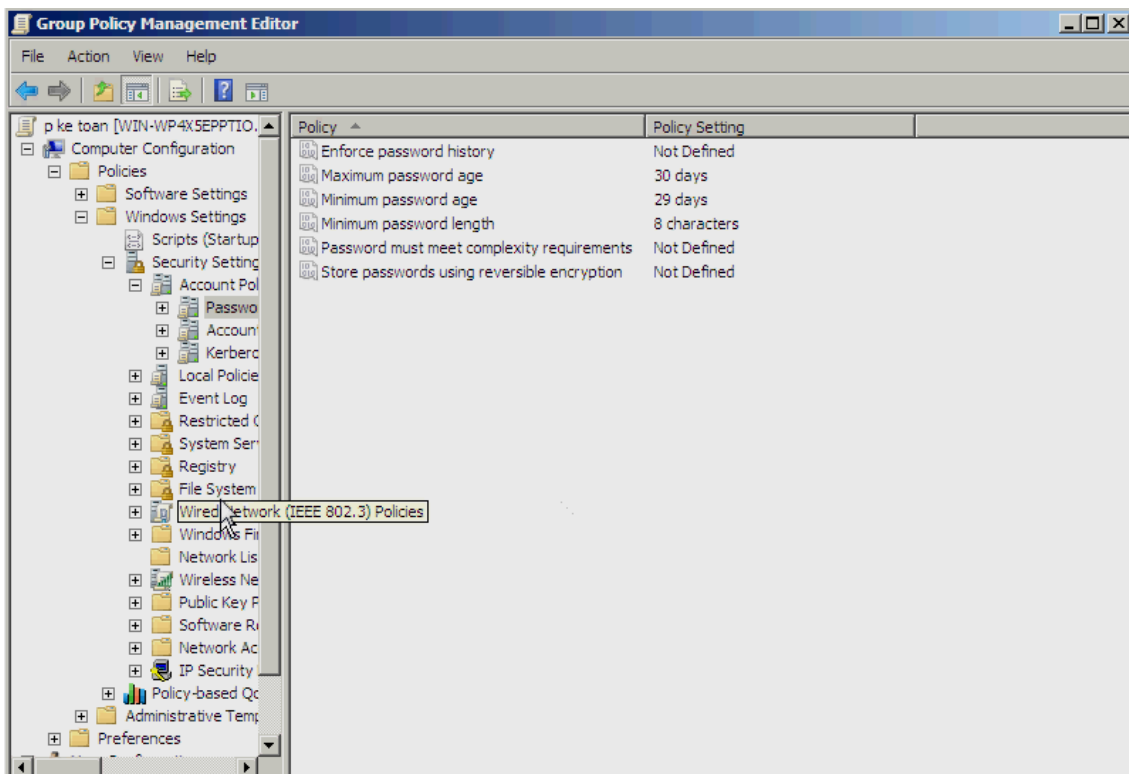 Group Policy Management Editor
File Action View Help
p ke toan [WIN-WP4X5EPPTIO.
Computer Configuration
Policies
Software Settings
Windows Settings
Scripts (Startup
Security Setting
Account Pol
Passwo
Account
Kerberc
Local Policie
Event Log
Restricted
System Ser
Registry
File System
Wired Network (IEEE 802.3) Policies
Windows Fi
Network Lis
Wireless Ne
Public Key P
Software Re
Network Ac
IP Security
Policy-based Qo
Administrative Temp
Preferences
Policy Policy Setting
Enforce password history Not Defined
Maximum password age 30 days
Minimum password age 29 days
Minimum password length 8 characters
Password must meet complexity requirements Not Defined
Store passwords using reversible encryption Not Defined